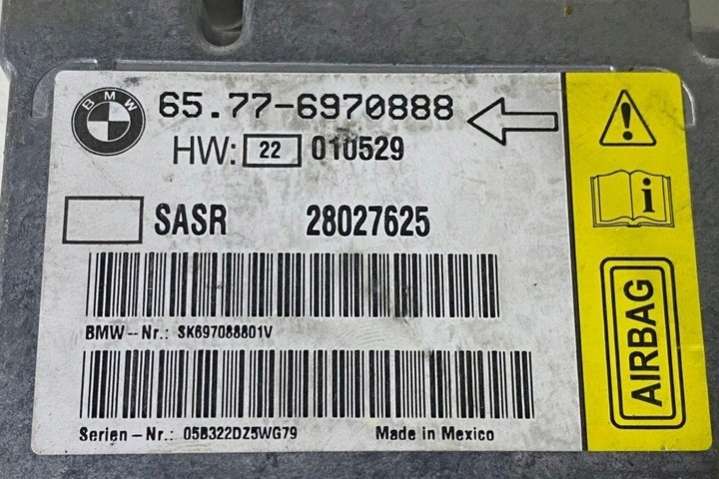 BMW
65.77-6970888
HW: 22 010529
SASR 28027625
BMW-Nr.: SK697088801V
Serien-Nr.: 05B322DZ5WG79 Made in Mexico
i
AIRBAG